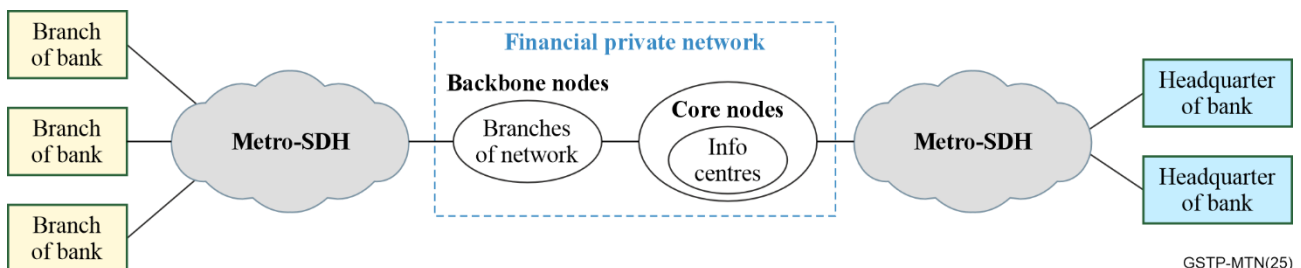 Branch
of bank
Branch
of bank
Branch
of bank
Metro-SDH
Financial private network
Backbone nodes
Branches
of network
Core nodes
Info
centres
Metro-SDH
Headquarter
of bank
Headquarter
of bank
GSTP-MTN(25)